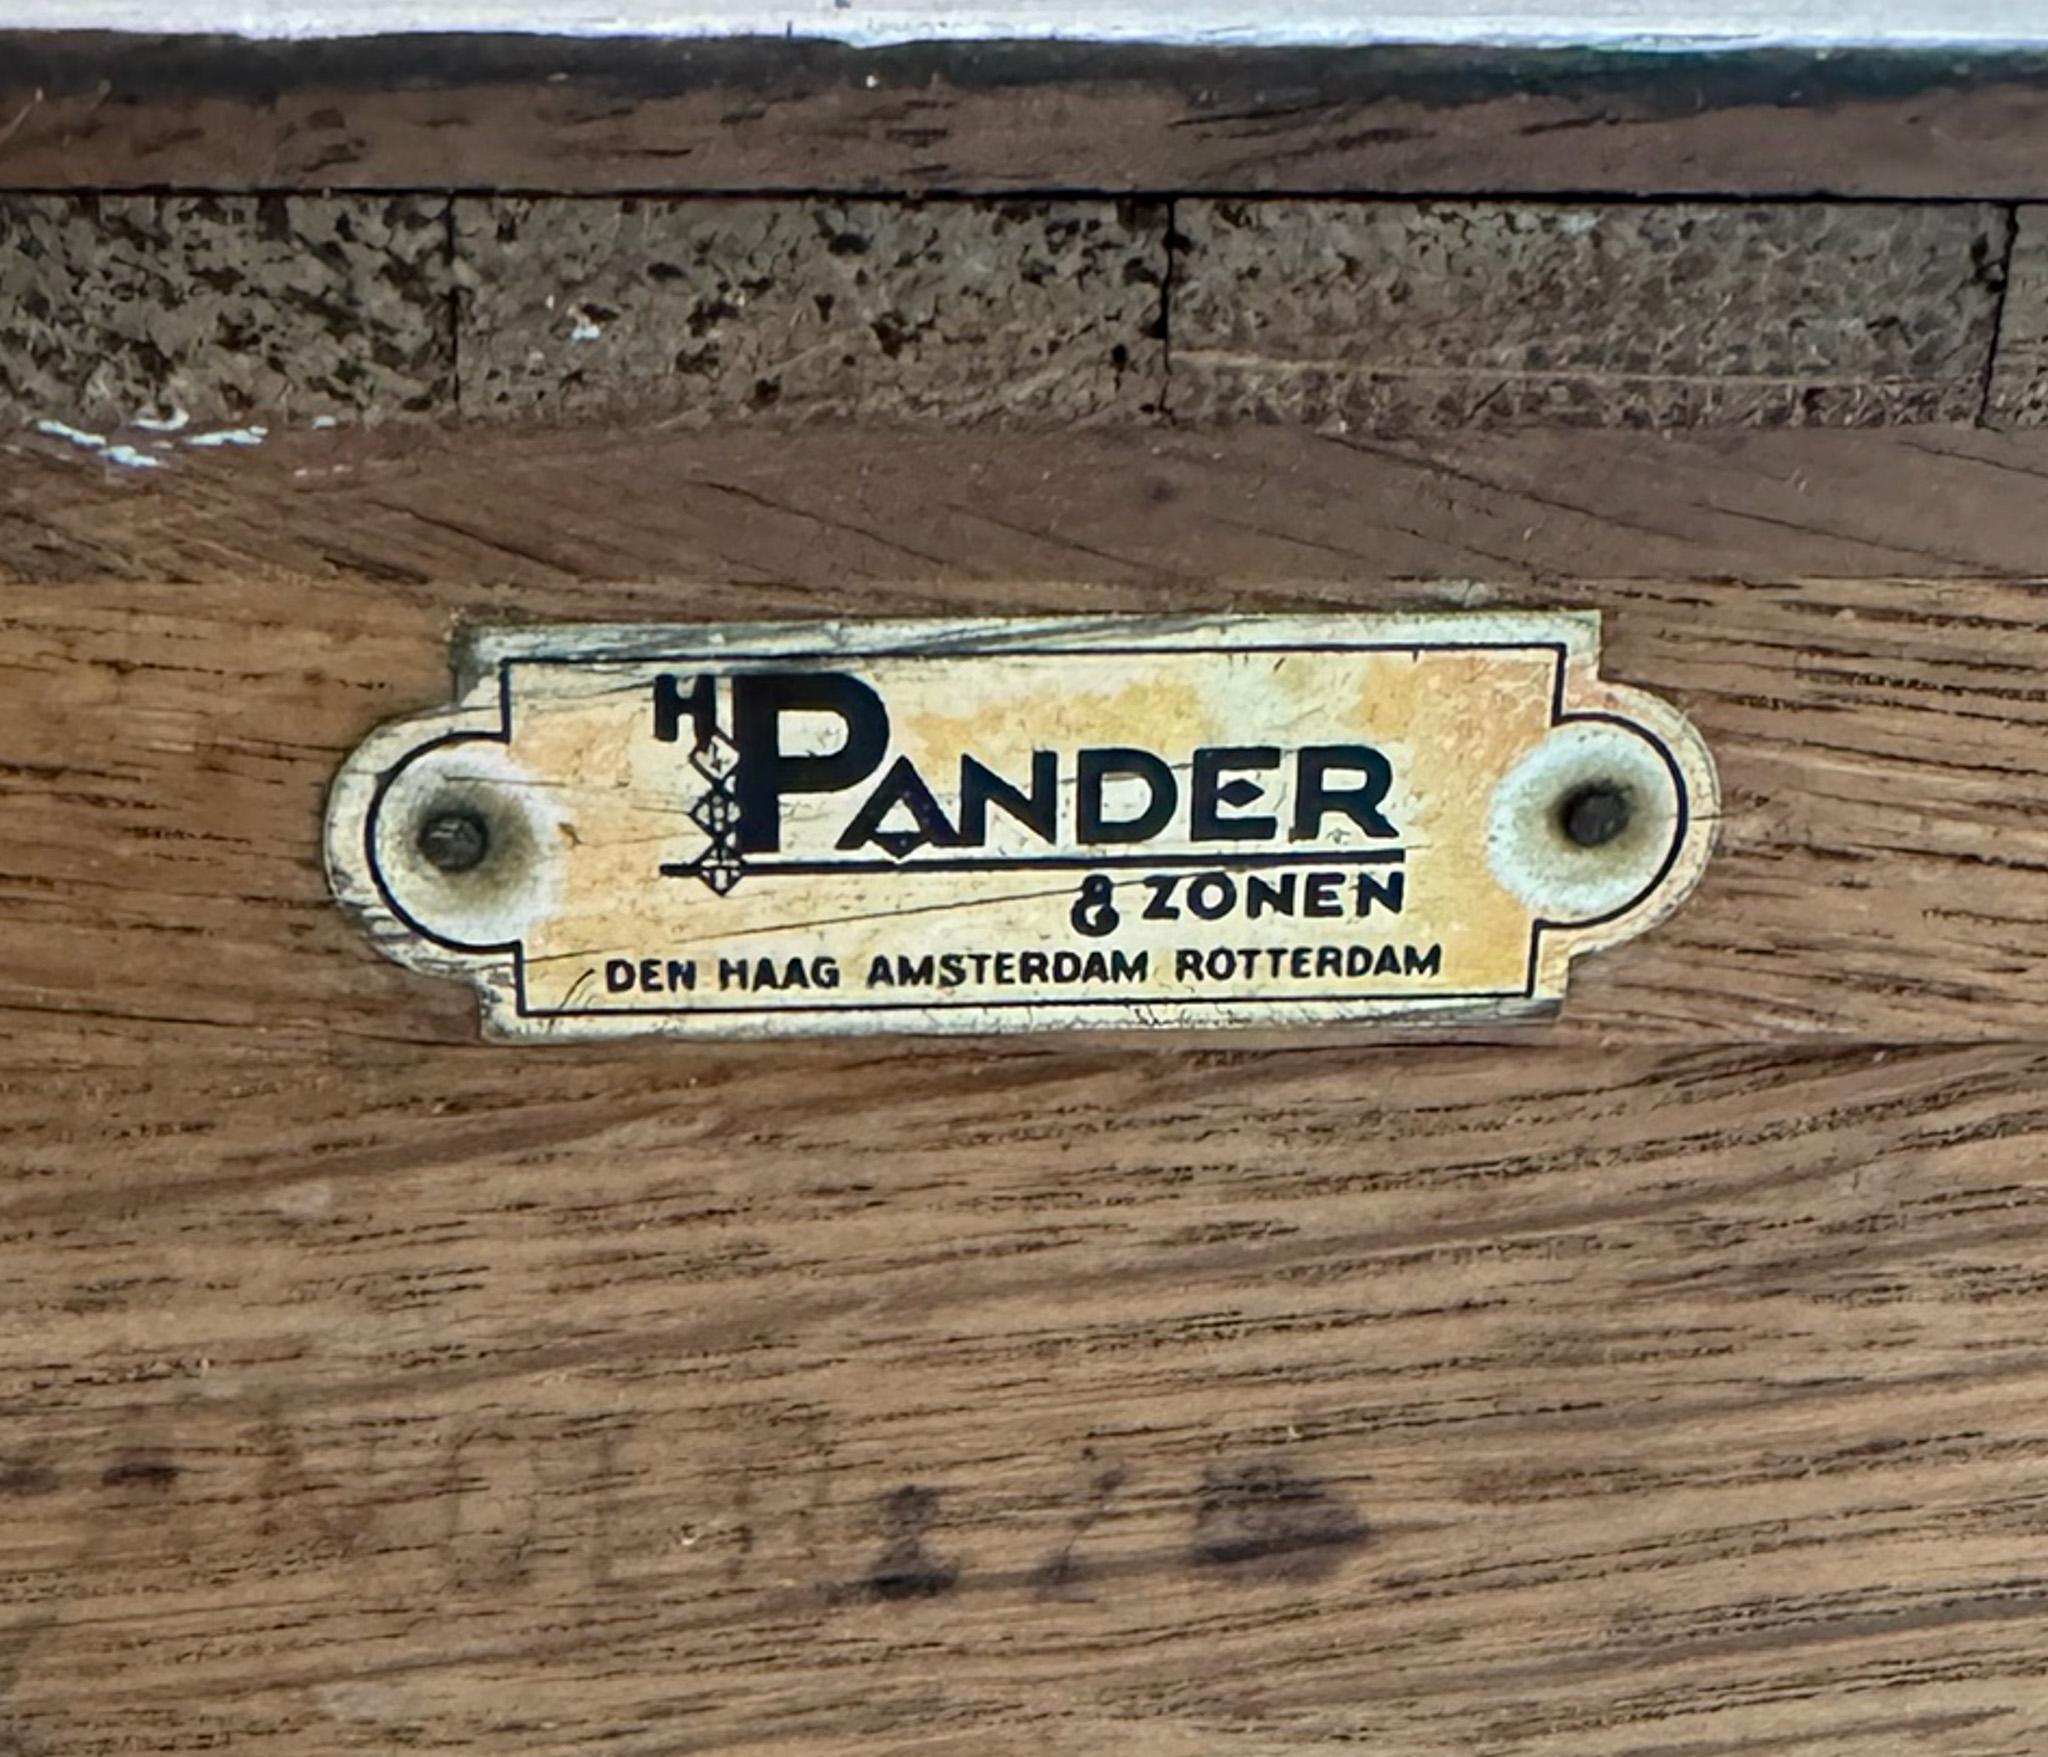 H PANDER
& ZONEN
DEN HAAG AMSTERDAM ROTTERDAM